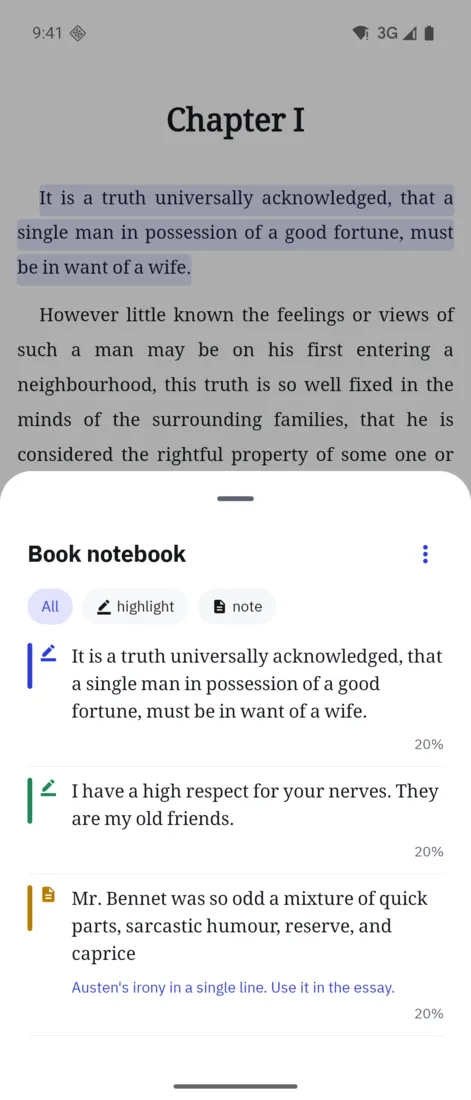 9:41
3G
Chapter I
It is a truth universally acknowledged, that a
single man in possession of a good fortune, must
be in want of a wife.
However little known the feelings or views of
such a man may be on his first entering a
neighbourhood, this truth is so well fixed in the
minds of the surrounding families, that he is
considered the rightful property of some one or
Book notebook
All
highlight
note
It is a truth universally acknowledged, that
a single man in possession of a good
fortune, must be in want of a wife.
20%
I have a high respect for your nerves. They
are my old friends.
20%
Mr. Bennet was so odd a mixture of quick
parts, sarcastic humour, reserve, and
caprice
Austen's irony in a single line. Use it in the essay.
20%